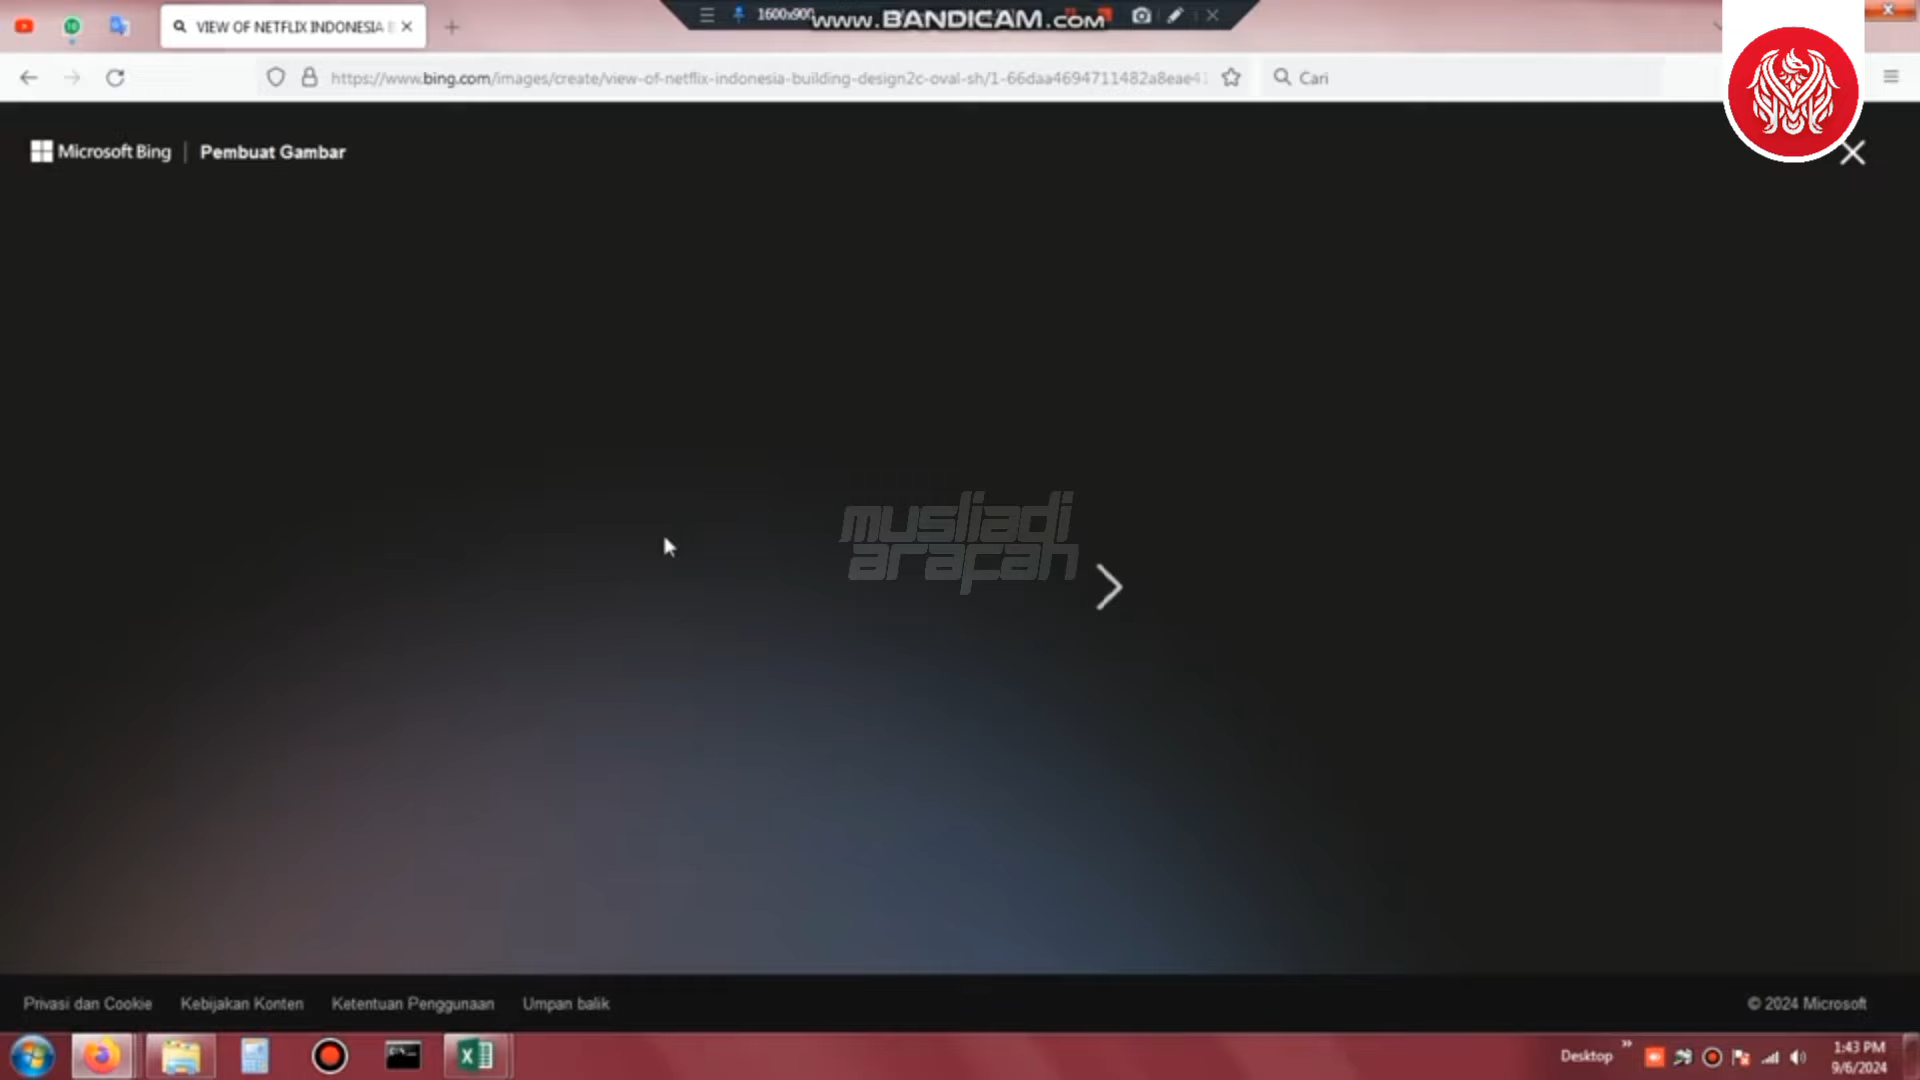 VIEW OF NETFLIX INDONESIA
1600x900
WWW.BANDICAM.COM
https://www.bing.com/images/create/view-of-netflix-indonesia-building-design2c-oval-sh/1-66daa4694711482a8eae41
Cari
Microsoft Bing | Pembuat Gambar
musliadi
arafah
Privasi dan Cookie Kebijakan Konten Ketentuan Penggunaan Umpan balik
© 2024 Microsoft
Desktop
1:43 PM
9/6/2024